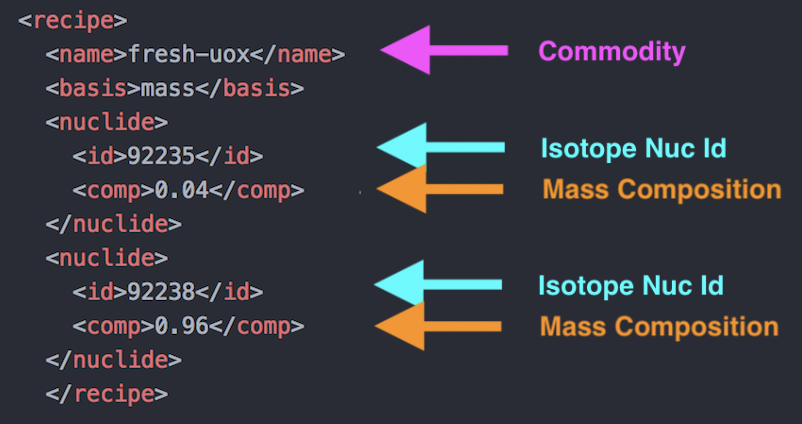 <recipe>
<name>fresh-uox</name> Commodity
<basis>mass</basis>
<nuclide>
<id>92235</id> Isotope Nuc Id
<comp>0.04</comp> Mass Composition
</nuclide>
<nuclide>
<id>92238</id> Isotope Nuc Id
<comp>0.96</comp> Mass Composition
</nuclide>
</recipe>